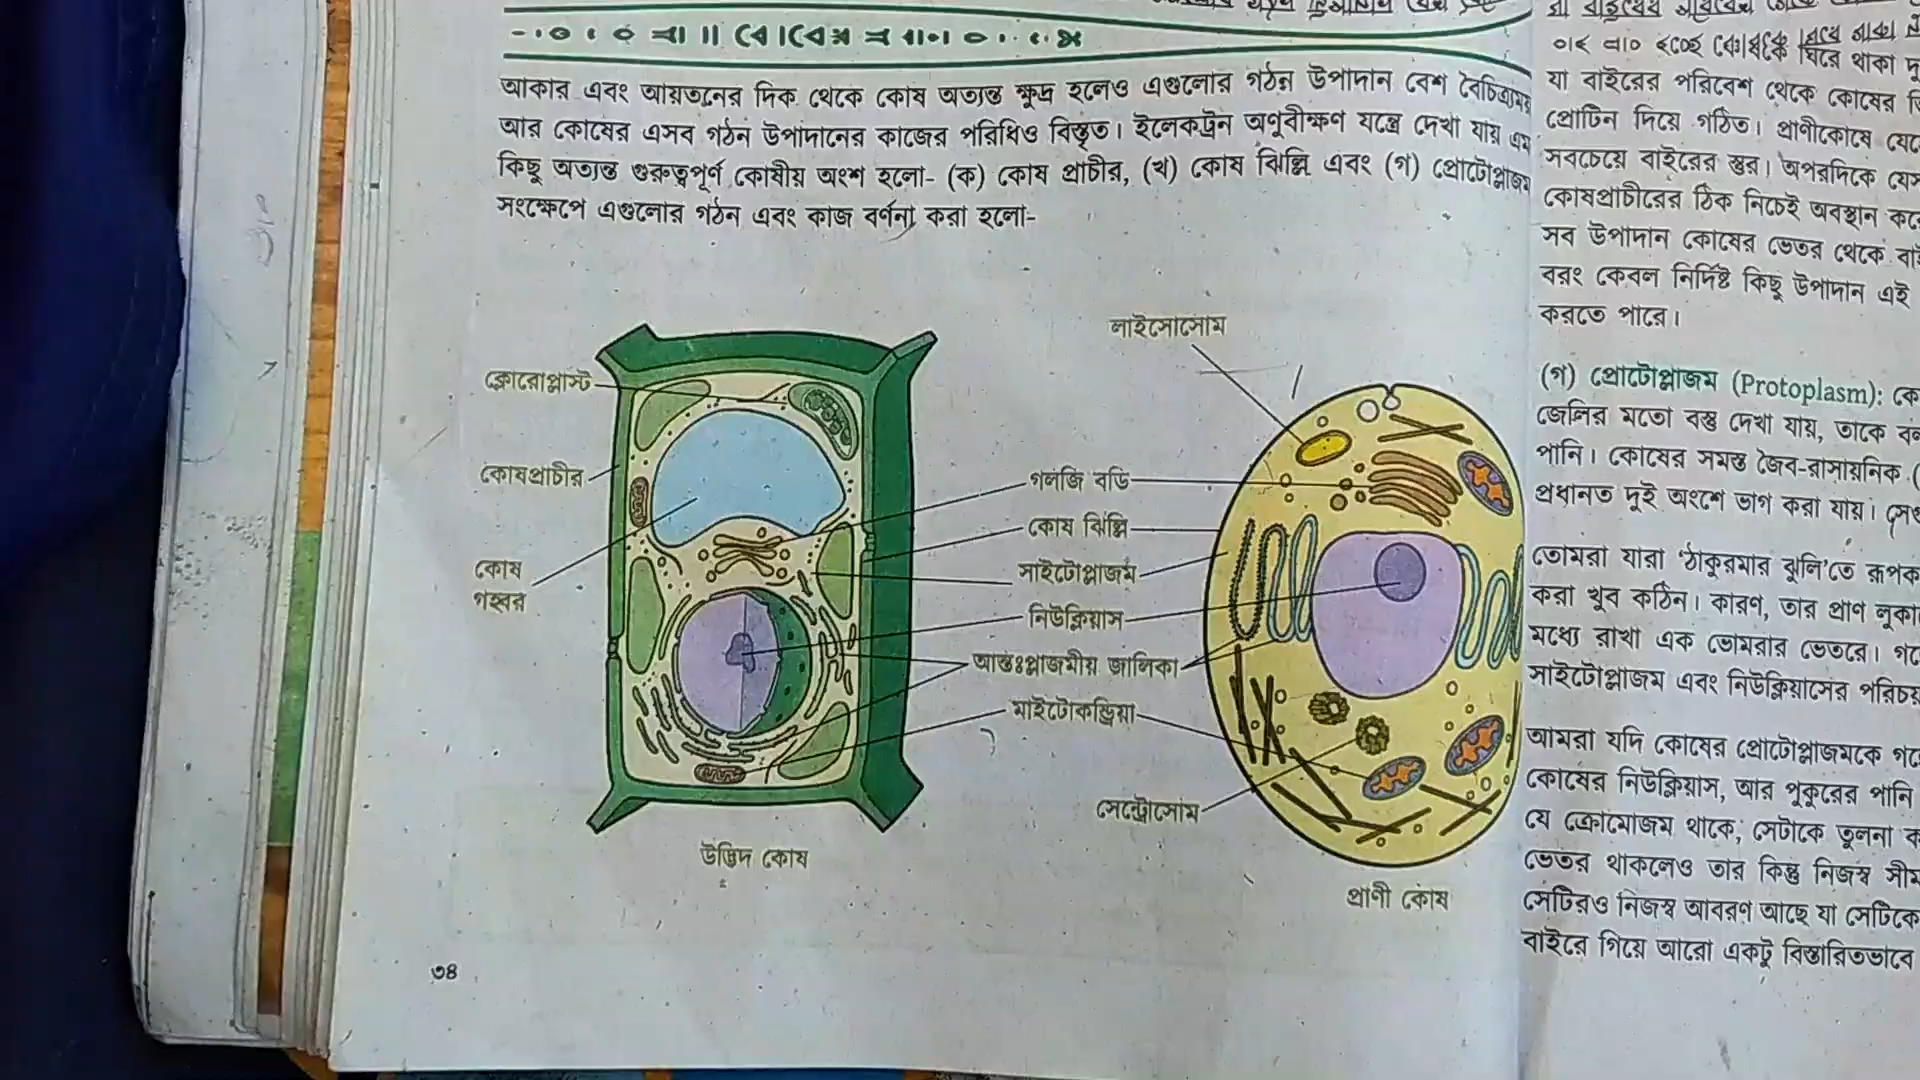 আকার এবং আয়তনের দিক থেকে কোষ অত্যন্ত ক্ষুদ্র হলেও এগুলোর গঠন উপাদান বেশ বৈচিত্র্যময়
আর কোষের এসব গঠন উপাদানের কাজের পরিধিও বিস্তৃত। ইলেকট্রন অণুবীক্ষণ যন্ত্রে দেখা যায় এম
কিছু অত্যন্ত গুরুত্বপূর্ণ কোষীয় অংশ হলো- (ক) কোষ প্রাচীর, (খ) কোষ ঝিল্লি এবং (গ) প্রোটোপ্লাজম
সংক্ষেপে এগুলোর গঠন এবং কাজ বর্ণনা করা হলো-
লাইসোসোম
ক্লোরোপ্লাস্ট
কোষপ্রাচীর
গলজি বডি
কোষ ঝিল্লি
কোষ
গহ্বর
সাইটোপ্লাজম
নিউক্লিয়াস
আন্তঃপ্লাজমীয় জালিকা
মাইটোকন্ড্রিয়া
সেন্ট্রোসোম
উদ্ভিদ কোষ
প্রাণী কোষ
৩৪
ঘিরে থাকা
যা বাইরের পরিবেশ থেকে কোষের
প্রোটিন দিয়ে গঠিত। প্রাণীকোষে
সবচেয়ে বাইরের স্তর। অপরদিকে
কোষপ্রাচীরের ঠিক নিচেই অবস্থান
সব উপাদান কোষের ভেতর থেকে
বরং কেবল নির্দিষ্ট কিছু উপাদান এই
করতে পারে।
(গ) প্রোটোপ্লাজম (Protoplasm):
জেলির মতো বস্তু দেখা যায়, তাকে
পানি। কোষের সমস্ত জৈব-রাসায়নিক
প্রধানত দুই অংশে ভাগ করা যায়।
তোমরা যারা ‘ঠাকুরমার ঝুলি’তে
করা খুব কঠিন। কারণ, তার প্রাণ
মধ্যে রাখা এক ভোমরার ভেতরে।
সাইটোপ্লাজম এবং নিউক্লিয়াসের
আমরা যদি কোষের প্রোটোপ্লাজমকে
কোষের নিউক্লিয়াস, আর পুকুরের পানি
যে ক্রোমোজম থাকে, সেটাকে তুলনা
ভেতর থাকলেও তার কিন্তু নিজস্ব
সেটিরও নিজস্ব আবরণ আছে যা সেটিকে
বাইরে গিয়ে আরো একটু বিস্তারিতভাবে